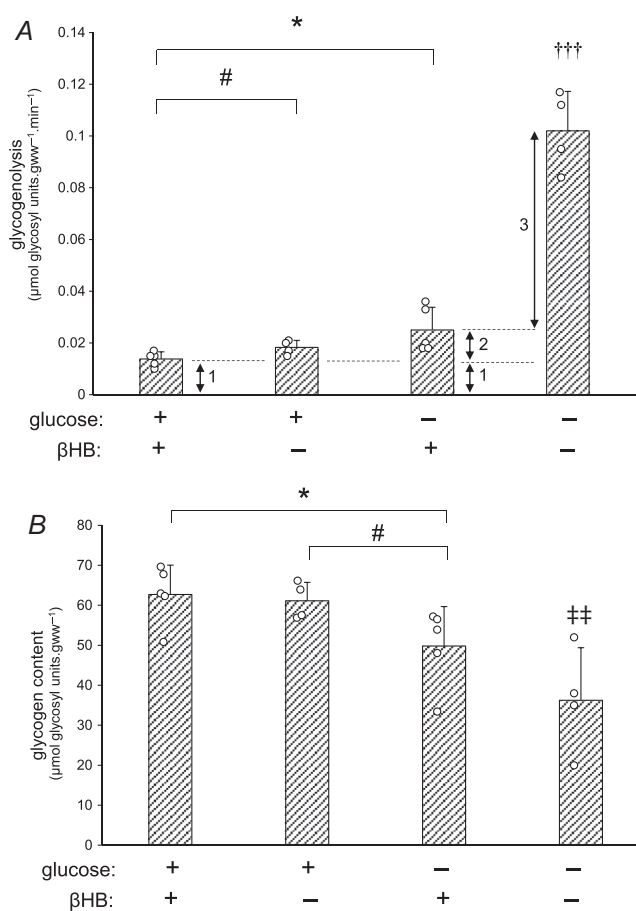 A
0.14
*
†††
0.12
#
0.1
glycogenolysis
(μmol glycosyl units.gww⁻¹.min⁻¹)
0.08
3
0.06
0.04
0.02
2
1
1
0
glucose: + + − −
βHB: + − + −
B
80
*
70
#
60
‡‡
50
glycogen content
(μmol glycosyl units.gww⁻¹)
40
30
20
10
0
glucose: + + − −
βHB: + − + −